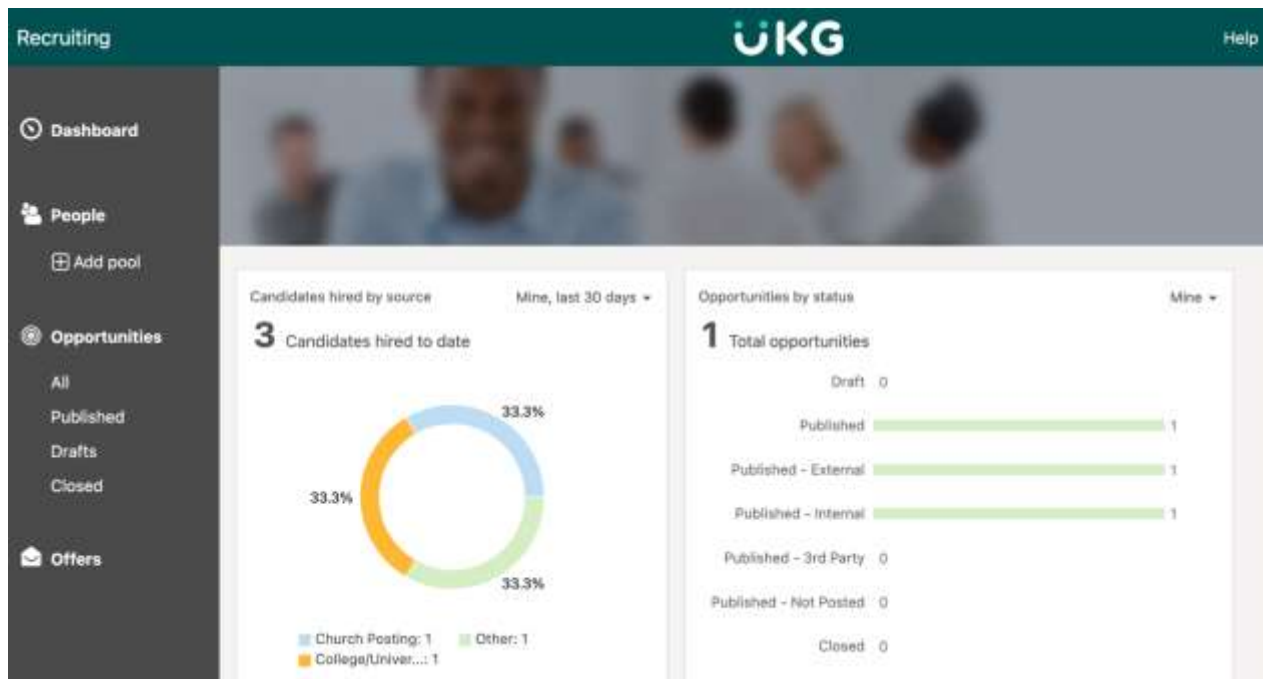 Recruiting
UKG
Help
Dashboard
People
Add pool
Opportunities
All
Published
Drafts
Closed
Offers
Candidates hired by source
Mine, last 30 days
3 Candidates hired to date
33.3%
33.3%
33.3%
Church Posting: 1
Other: 1
College/Univer...: 1
Opportunities by status
Mine
1 Total opportunities
Draft 0
Published 1
Published - External 1
Published - Internal 1
Published - 3rd Party 0
Published - Not Posted 0
Closed 0